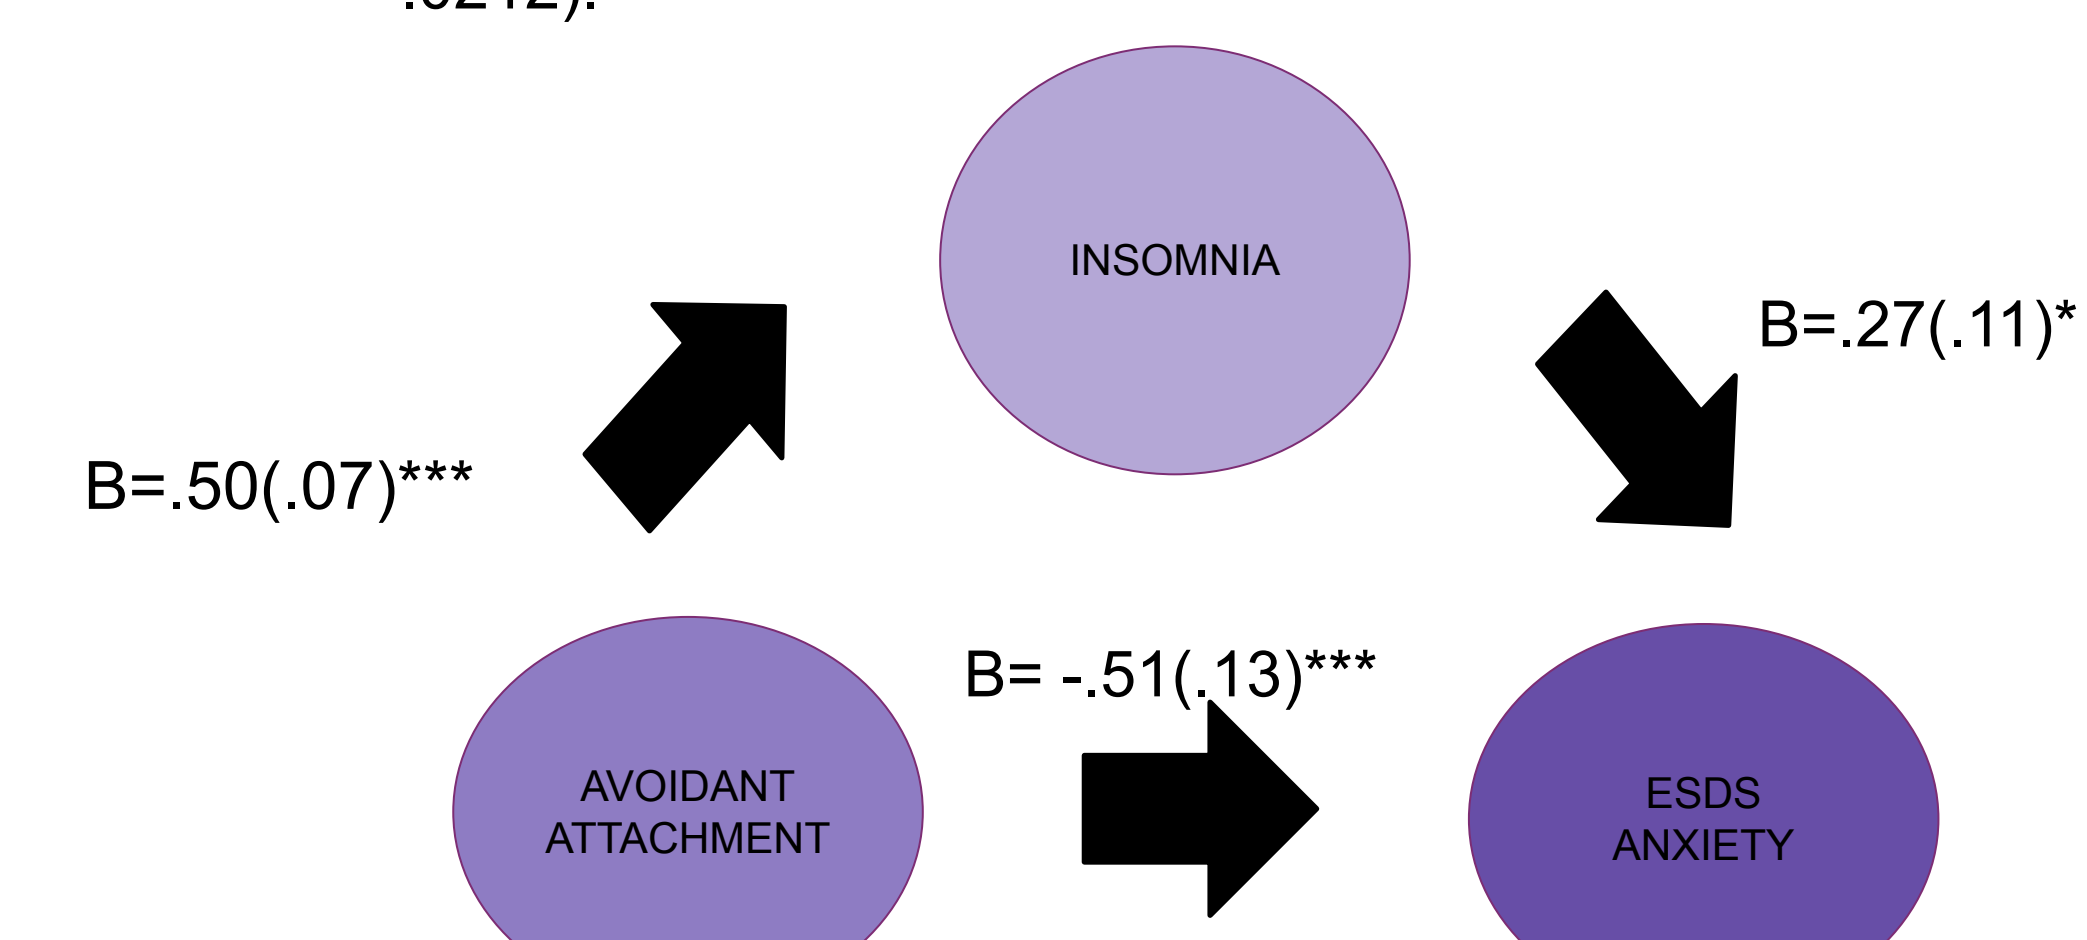 INSOMNIA
B=.27(.11)*
B=.50(.07)***
B= -.51(.13)***
AVOIDANT
ATTACHMENT
ESDS
ANXIETY